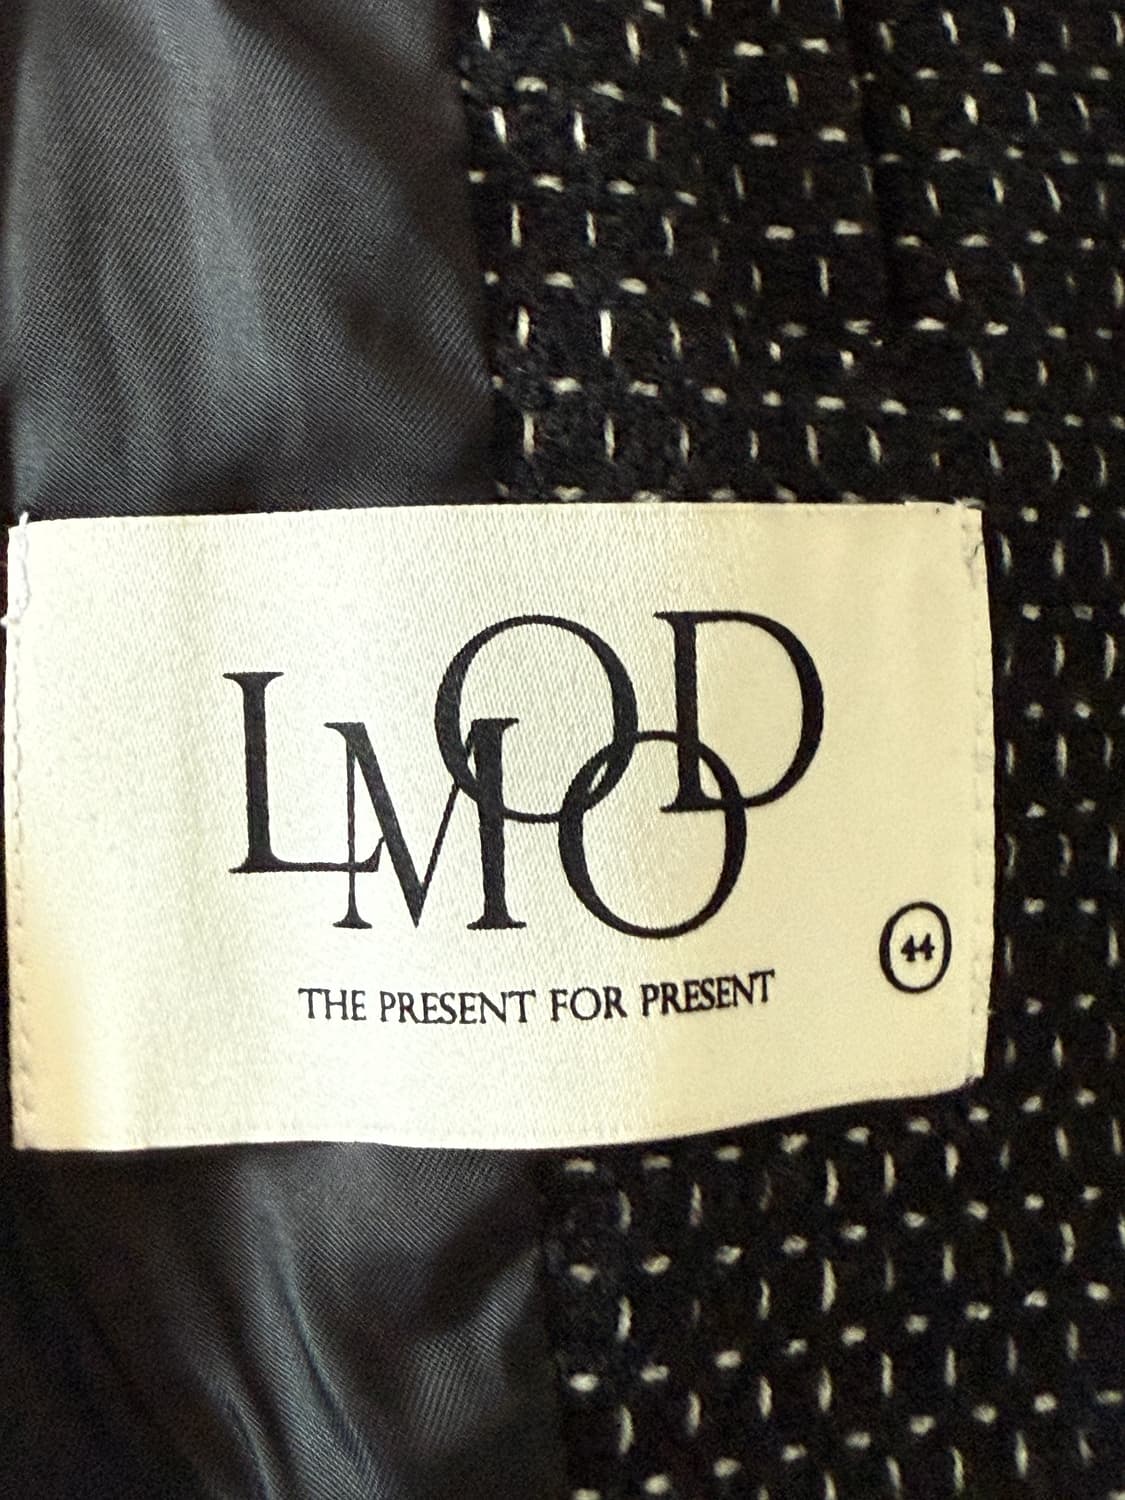 LMOOD
THE PRESENT FOR PRESENT
44